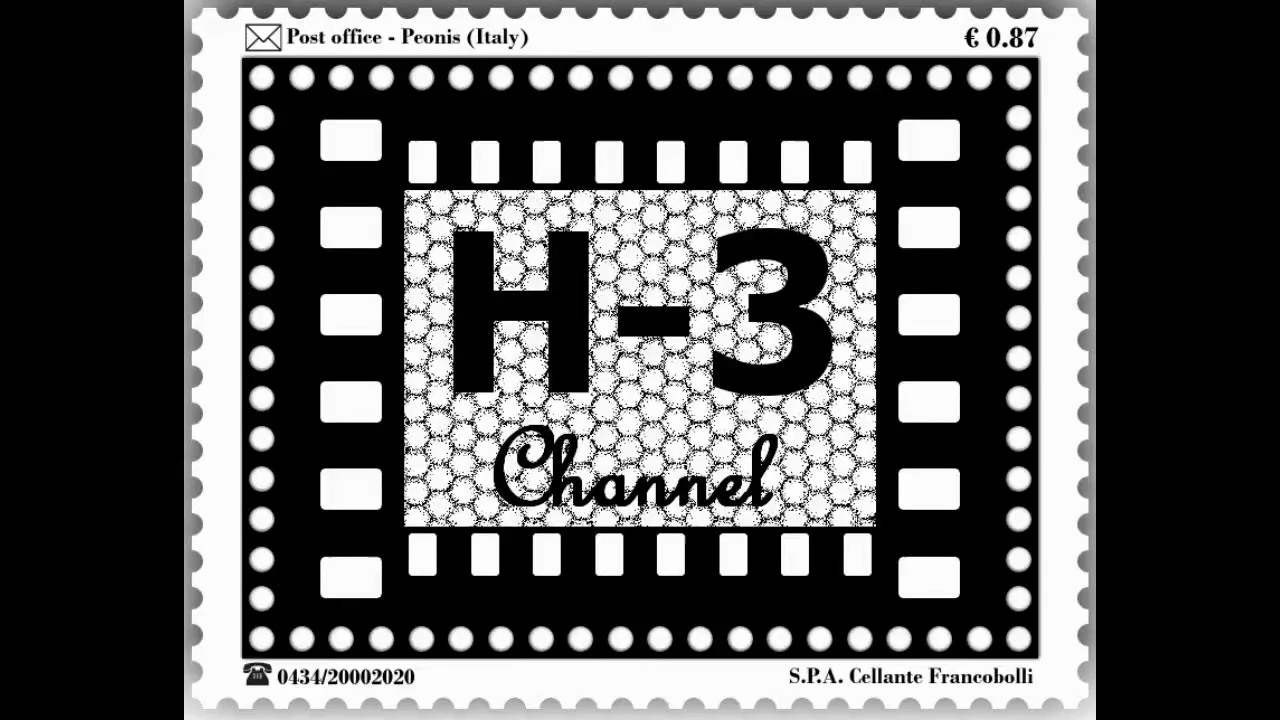 Post office - Peonis (Italy)
€ 0.87
H-3
Channel
0434/20002020
S.P.A. Cellante Francobolli